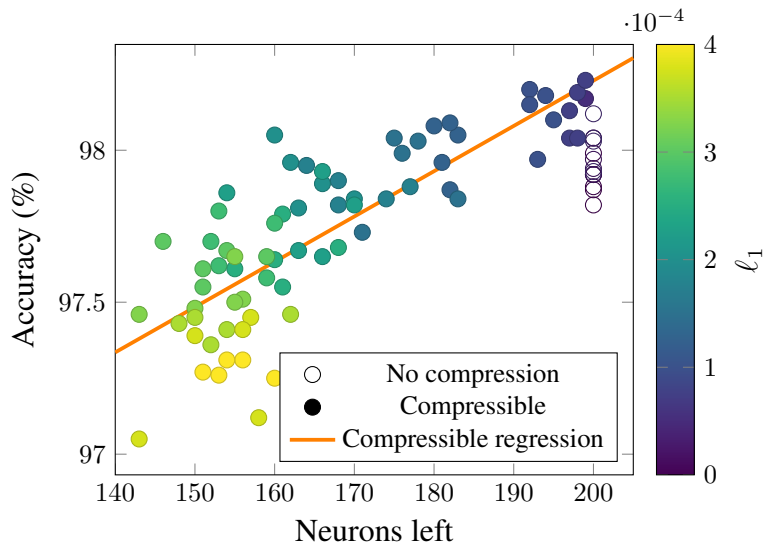 ·10⁻⁴
Accuracy (%)
98
97.5
97
No compression
Compressible
Compressible regression
140
150
160
170
180
190
200
Neurons left
4
3
2
1
0
ℓ₁